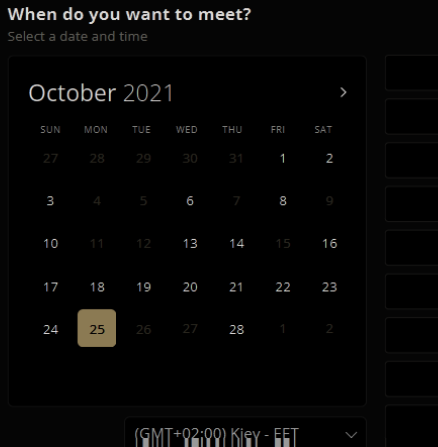 When do you want to meet?
Select a date and time
October 2021
SUN MON TUE WED THU FRI SAT
27 28 29 30 31 1 2
3 4 5 6 7 8 9
10 11 12 13 14 15 16
17 18 19 20 21 22 23
24 25 26 27 28 1 2
(GMT+02:00) Kiev - EET